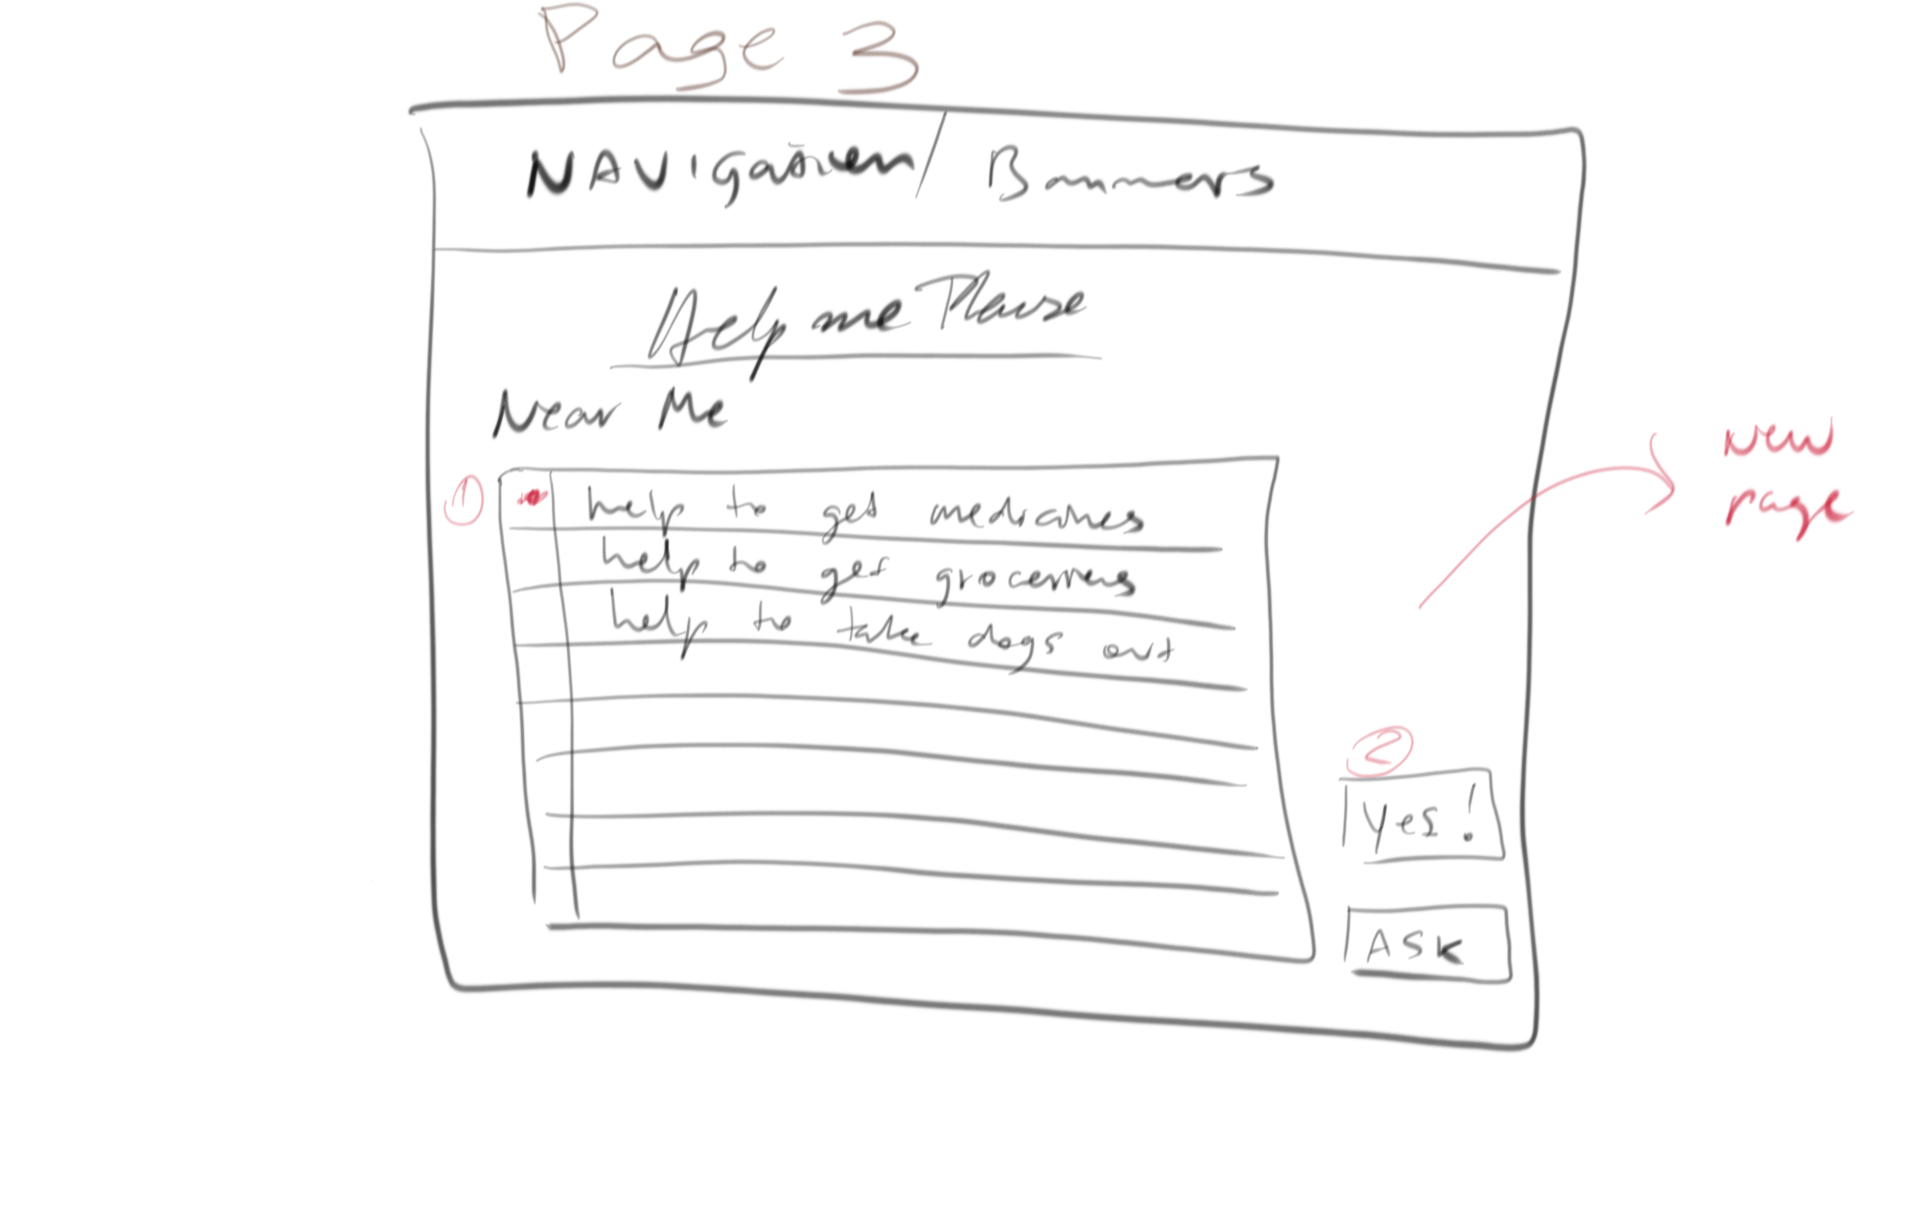 Page 3
NAVigation / Banners
Help me Please
Near Me
①
help to get medicines
help to get groceries
help to take dogs out
②
Yes!
ASK
New
page